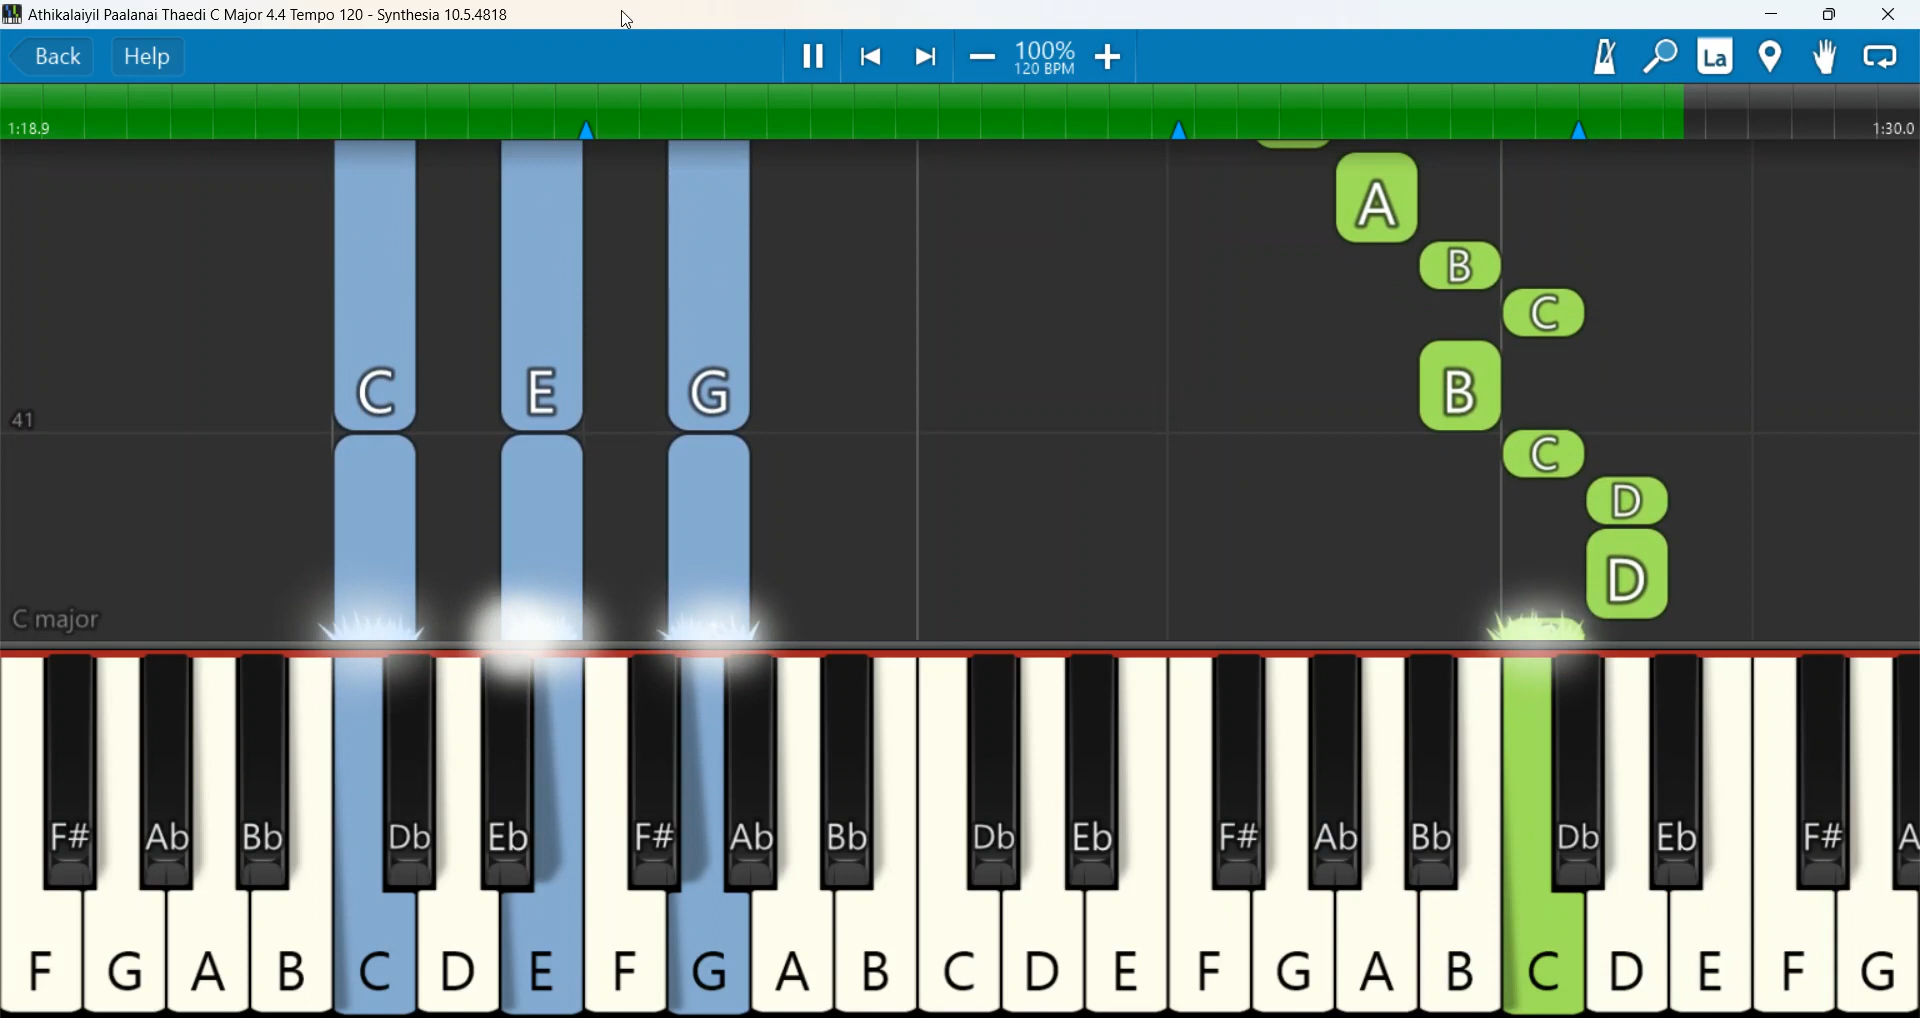 Athikalaiyil Paalanai Thaedi C Major 4.4 Tempo 120 - Synthesia 10.5.4818
Back Help 100% La
120 BPM
1:18.9 1:30.0
A
B
C
C E G B
41
C
D
D
C major
F# Ab Bb Db Eb F# Ab Bb Db Eb F# Ab Bb Db Eb F# A
F G A B C D E F G A B C D E F G A B C D E F G